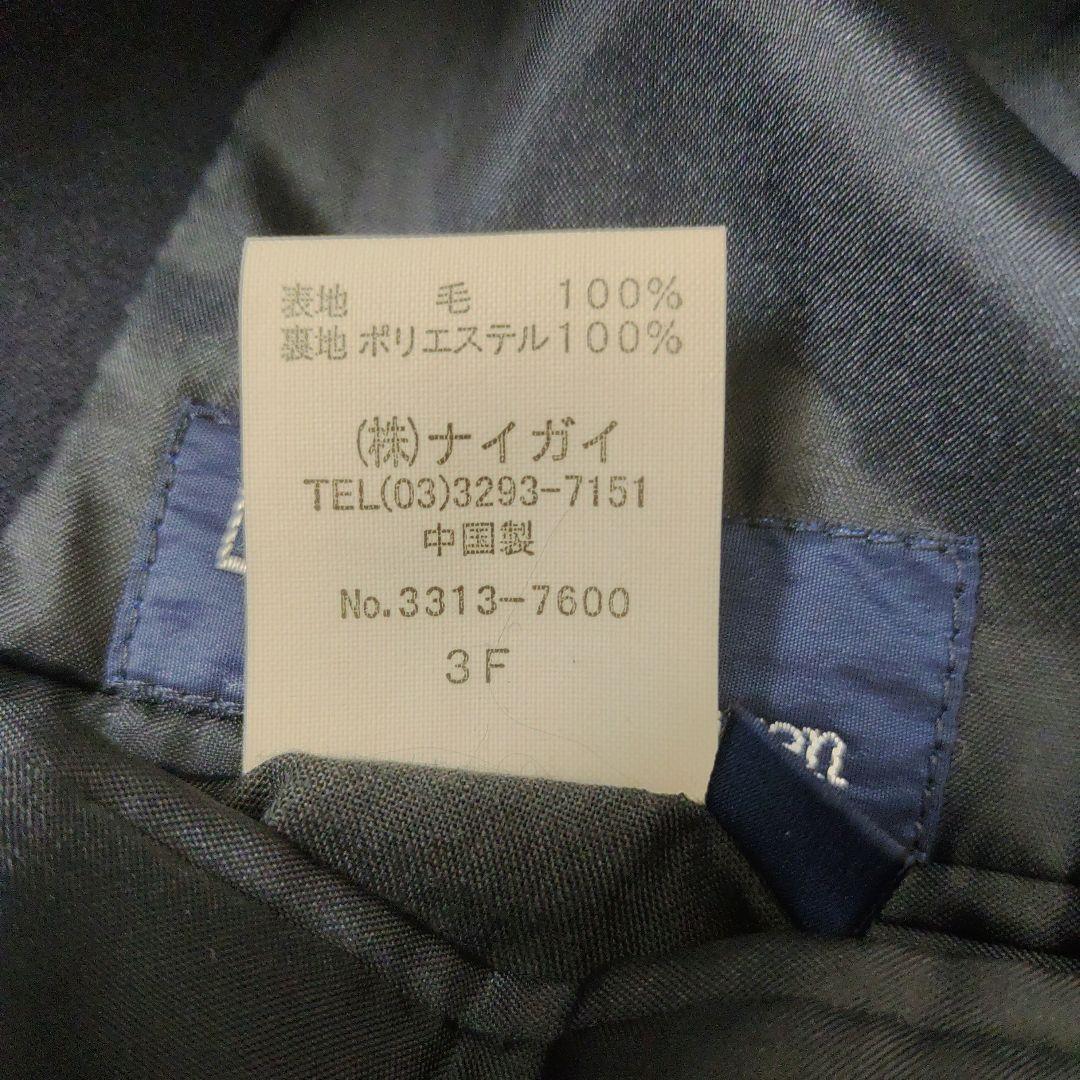 表地 毛 100%
裏地 ポリエステル100%
(株)ナイガイ
TEL(03)3293-7151
中国製
No.3313-7600
3F